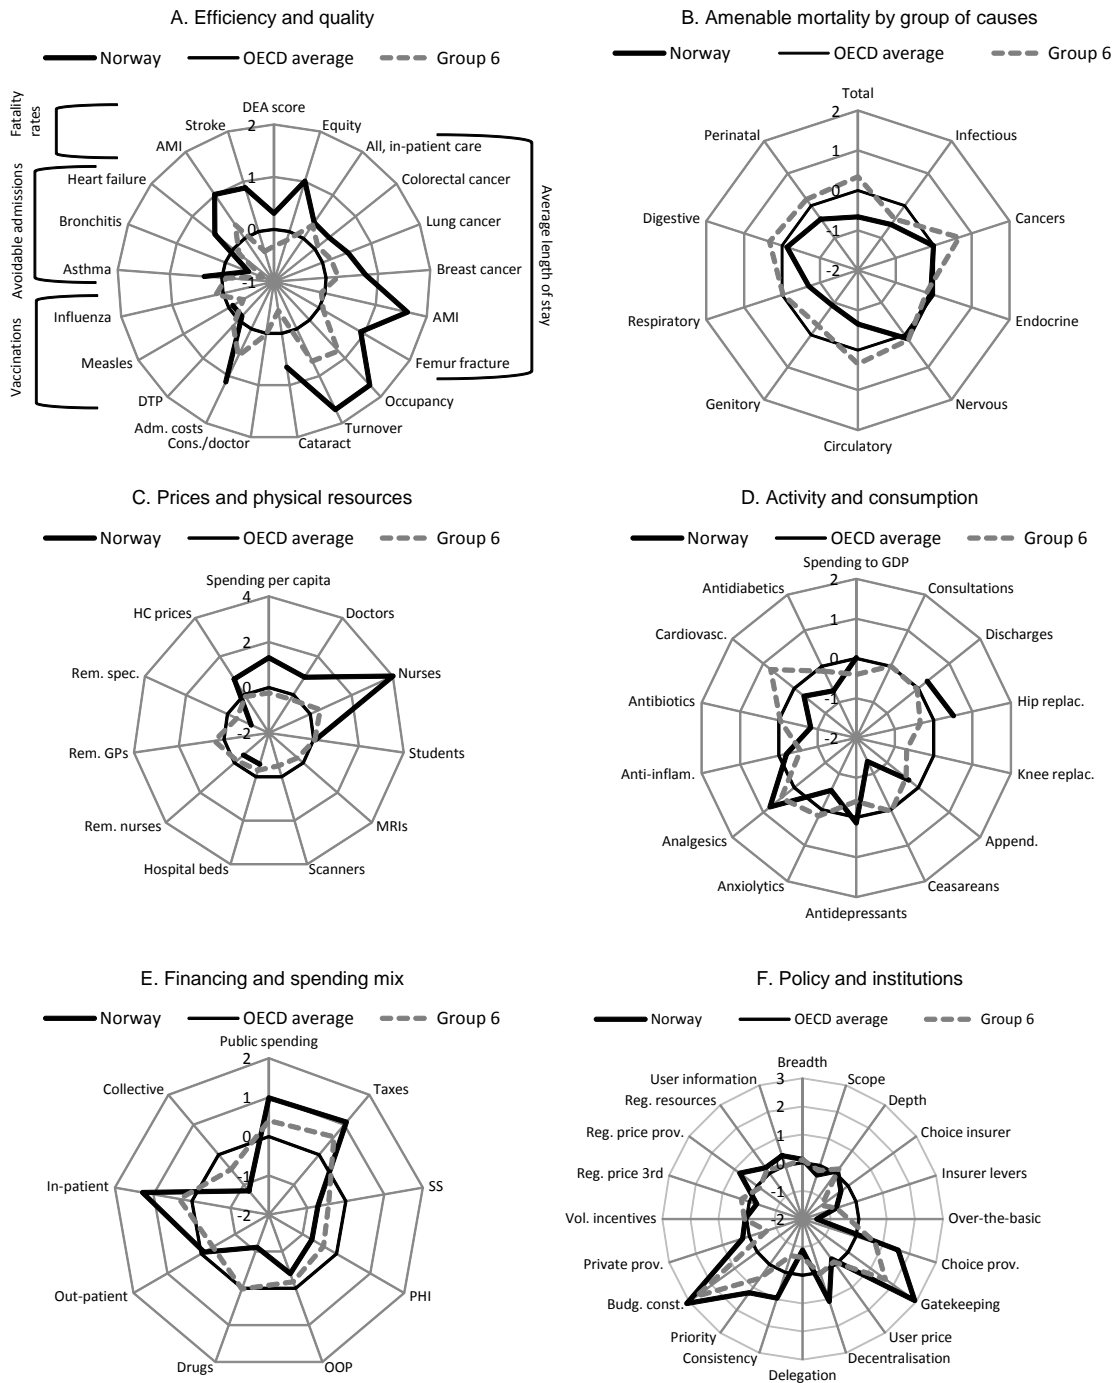 A. Efficiency and quality
Norway OECD average Group 6
Fatality rates
Avoidable admissions
Vaccinations
Average length of stay
DEA score
Equity
All, in-patient care
Colorectal cancer
Lung cancer
Breast cancer
AMI
Femur fracture
Occupancy
Turnover
Cataract
Cons./doctor
Adm. costs
DTP
Measles
Influenza
Asthma
Bronchitis
Heart failure
AMI
Stroke
2
1
0
-1
B. Amenable mortality by group of causes
Norway OECD average Group 6
Total
Infectious
Cancers
Endocrine
Nervous
Circulatory
Genitory
Respiratory
Digestive
Perinatal
2
1
0
-1
-2
C. Prices and physical resources
Norway OECD average Group 6
Spending per capita
Doctors
Nurses
Students
MRIs
Scanners
Hospital beds
Rem. nurses
Rem. GPs
Rem. spec.
HC prices
4
2
0
-2
D. Activity and consumption
Norway OECD average Group 6
Spending to GDP
Consultations
Discharges
Hip replac.
Knee replac.
Append.
Ceasareans
Antidepressants
Anxiolytics
Analgesics
Anti-inflam.
Antibiotics
Cardiovasc.
Antidiabetics
2
1
0
-1
-2
E. Financing and spending mix
Norway OECD average Group 6
Public spending
Taxes
SS
PHI
OOP
Drugs
Out-patient
In-patient
Collective
2
1
0
-1
-2
F. Policy and institutions
Norway OECD average Group 6
Breadth
Scope
Depth
Choice insurer
Insurer levers
Over-the-basic
Choice prov.
Gatekeeping
User price
Decentralisation
Delegation
Consistency
Priority
Budg. const.
Private prov.
Vol. incentives
Reg. price 3rd
Reg. price prov.
Reg. resources
User information
3
2
1
0
-1
-2